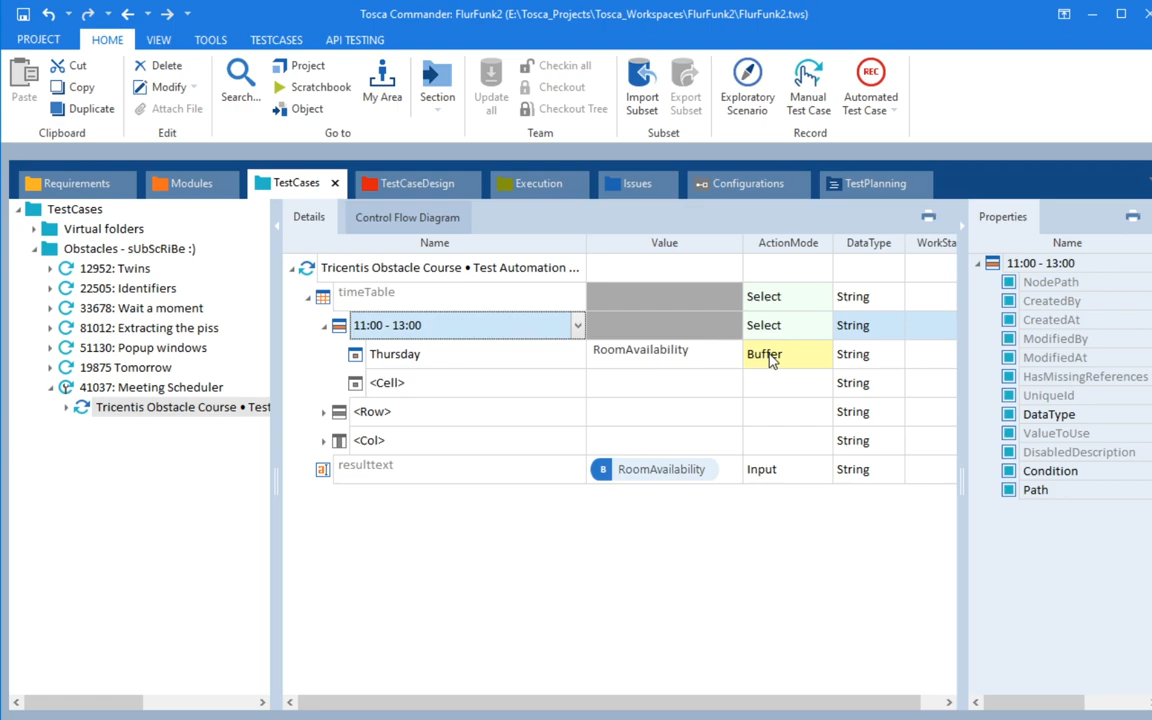 Tosca Commander: FlurFunk2 (E:\Tosca_Projects\Tosca_Workspaces\FlurFunk2\FlurFunk2.tws)
PROJECT HOME VIEW TOOLS TESTCASES API TESTING
Paste
Cut
Copy
Duplicate
Clipboard
Delete
Modify
Attach File
Edit
Search...
Project
Scratchbook
Object
My Area
Section
Go to
Update all
Checkin all
Checkout
Checkout Tree
Team
Import Subset
Export Subset
Subset
Exploratory Scenario
Manual Test Case
REC
Automated Test Case
Record
Requirements Modules TestCases TestCaseDesign Execution Issues Configurations TestPlanning
TestCases
Virtual folders
Obstacles - sUbScRiBe :)
12952: Twins
22505: Identifiers
33678: Wait a moment
81012: Extracting the piss
51130: Popup windows
19875 Tomorrow
41037: Meeting Scheduler
Tricentis Obstacle Course • Test
Details Control Flow Diagram
Name Value ActionMode DataType WorkSta
Tricentis Obstacle Course • Test Automation ...
timeTable Select String
11:00 - 13:00 Select String
Thursday RoomAvailability Buffer String
<Cell> String
<Row> String
<Col> String
resulttext B RoomAvailability Input String
Properties
Name
11:00 - 13:00
NodePath
CreatedBy
CreatedAt
ModifiedBy
ModifiedAt
HasMissingReferences
UniqueId
DataType
ValueToUse
DisabledDescription
Condition
Path